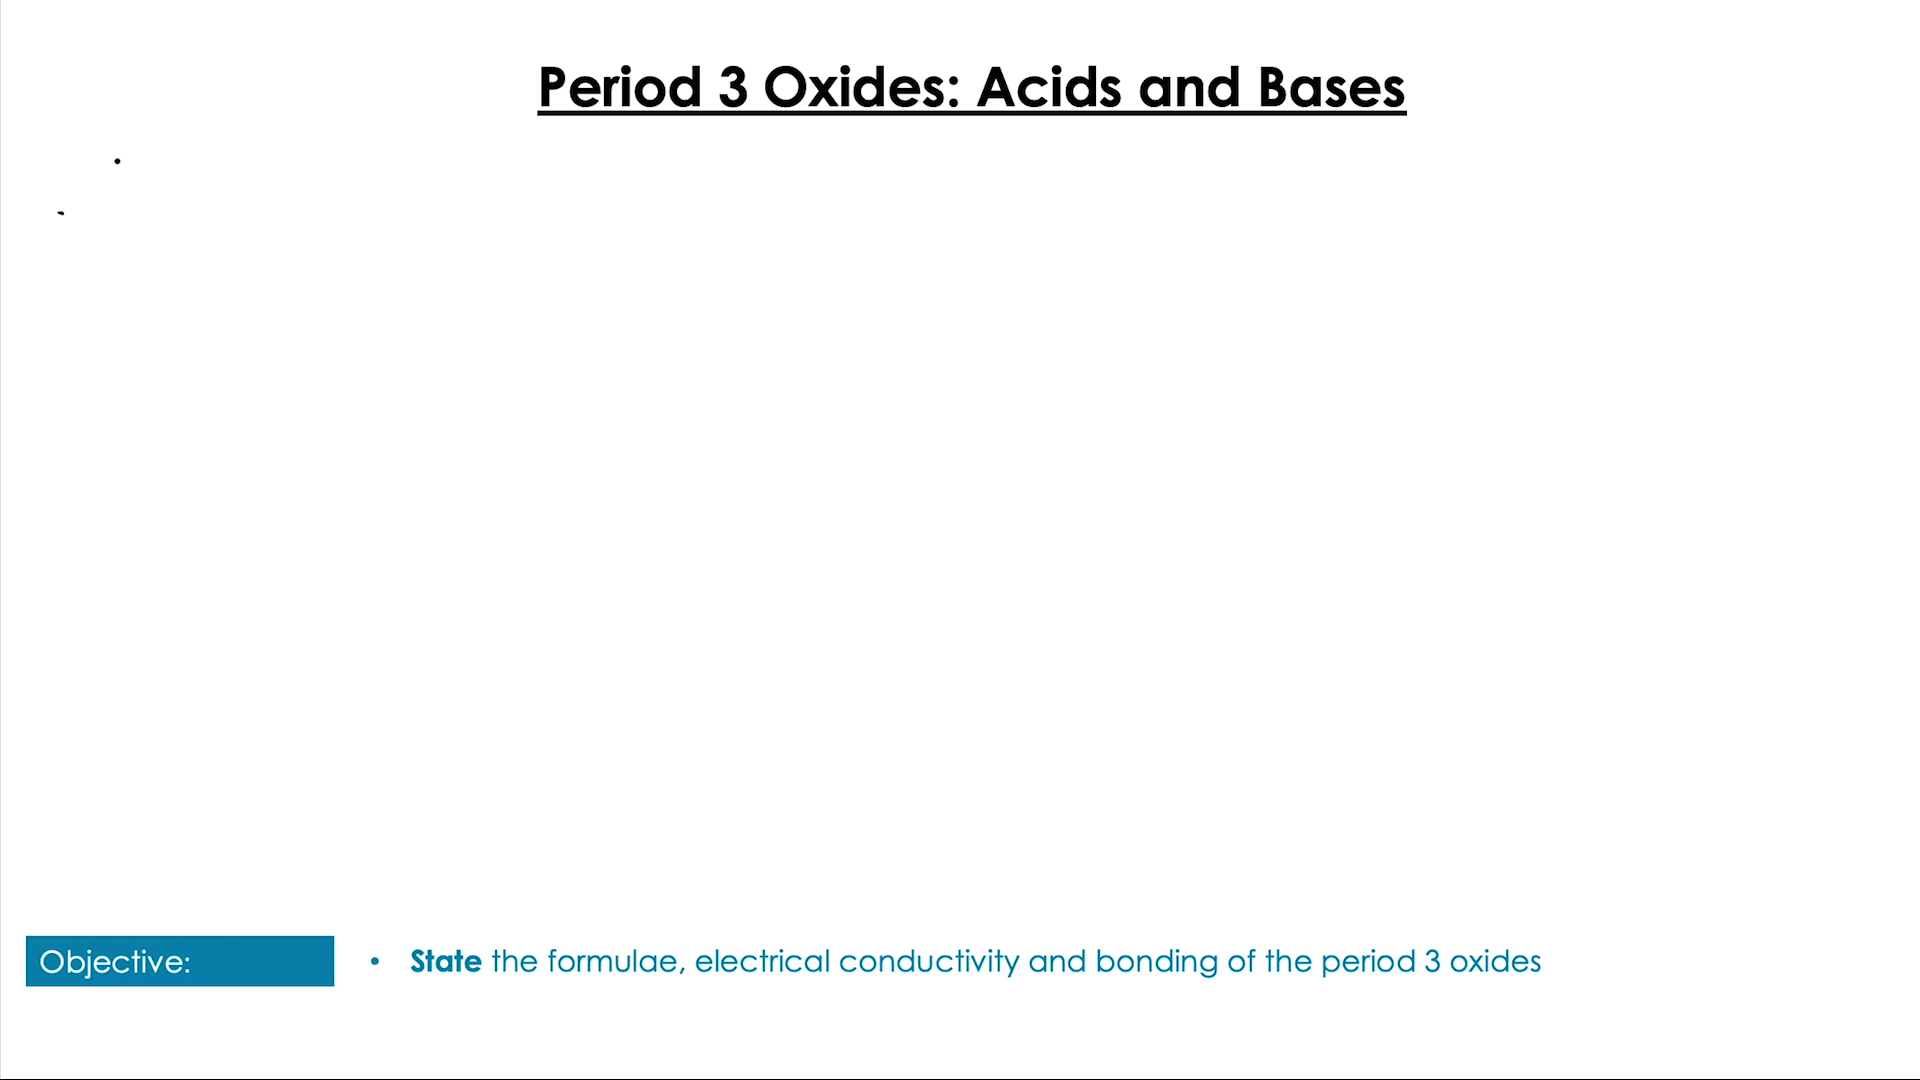 Period 3 Oxides: Acids and Bases
Objective:
• State the formulae, electrical conductivity and bonding of the period 3 oxides